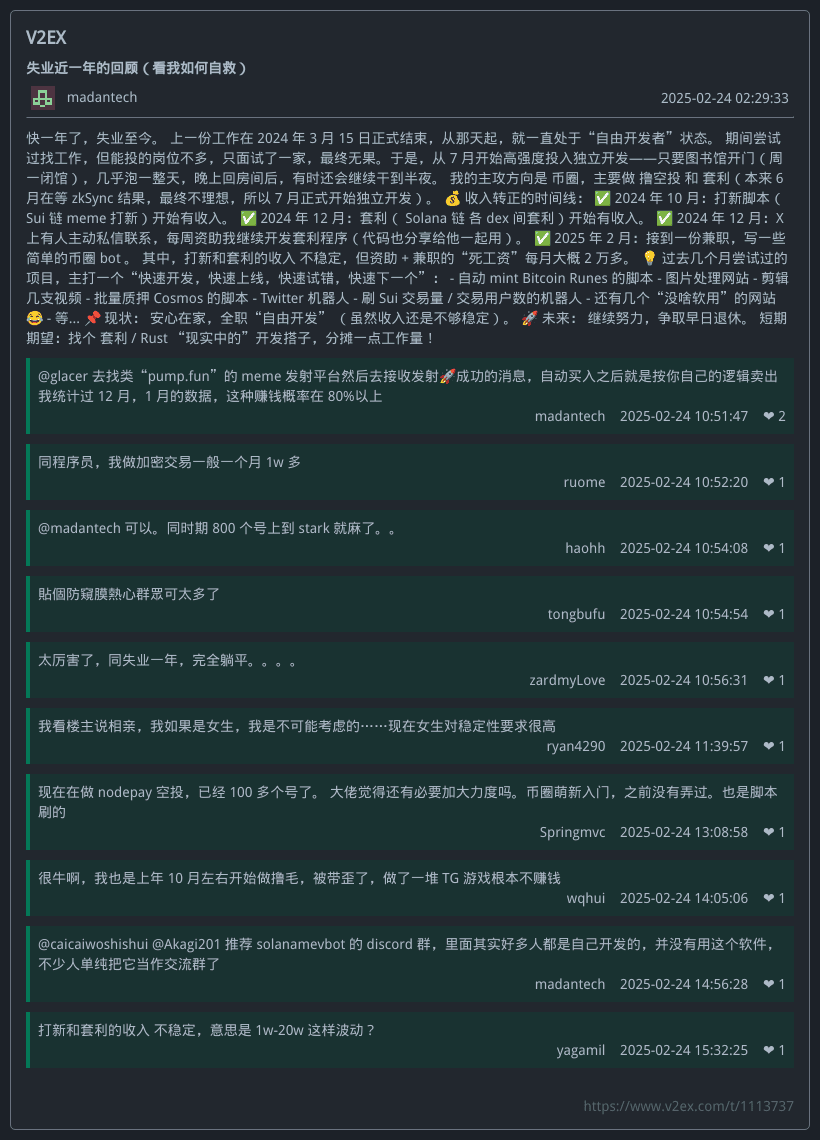 V2EX
失业近一年的回顾（看我如何自救）
madantech 2025-02-24 02:29:33
快一年了，失业至今。 上一份工作在 2024 年 3 月 15 日正式结束，从那天起，就一直处于“自由开发者”状态。 期间尝试
过找工作，但能投的岗位不多，只面试了一家，最终无果。于是，从 7 月开始高强度投入独立开发——只要图书馆开门（周
一闭馆），几乎泡一整天，晚上回房间后，有时还会继续干到半夜。 我的主攻方向是 币圈，主要做 撸空投 和 套利（本来 6
月在等 zkSync 结果，最终不理想，所以 7 月正式开始独立开发）。 💰 收入转正的时间线： ✅ 2024 年 10 月：打新脚本（
Sui 链 meme 打新）开始有收入。 ✅ 2024 年 12 月：套利（ Solana 链 各 dex 间套利）开始有收入。 ✅ 2024 年 12 月：X
上有人主动私信联系，每周资助我继续开发套利程序（代码也分享给他一起用）。 ✅ 2025 年 2 月：接到一份兼职，写一些
简单的币圈 bot 。 其中，打新和套利的收入 不稳定，但资助 + 兼职的“死工资”每月大概 2 万多。 💡 过去几个月尝试过的
项目，主打一个“快速开发，快速上线，快速试错，快速下一个”： - 自动 mint Bitcoin Runes 的脚本 - 图片处理网站 - 剪辑
几支视频 - 批量质押 Cosmos 的脚本 - Twitter 机器人 - 刷 Sui 交易量 / 交易用户数的机器人 - 还有几个“没啥软用”的网站
😂 - 等... 📌 现状： 安心在家，全职“自由开发” （虽然收入还是不够稳定）。 🚀 未来： 继续努力，争取早日退休。 短期
期望：找个 套利 / Rust “现实中的”开发搭子，分摊一点工作量！
@glacer 去找类“pump.fun”的 meme 发射平台然后去接收发射🚀成功的消息，自动买入之后就是按你自己的逻辑卖出
我统计过 12 月，1 月的数据，这种赚钱概率在 80%以上
madantech 2025-02-24 10:51:47 ❤ 2
同程序员，我做加密交易一般一个月 1w 多
ruome 2025-02-24 10:52:20 ❤ 1
@madantech 可以。同时期 800 个号上到 stark 就麻了。。
haohh 2025-02-24 10:54:08 ❤ 1
貼個防窺膜熱心群眾可太多了
tongbufu 2025-02-24 10:54:54 ❤ 1
太厉害了，同失业一年，完全躺平。。。。
zardmyLove 2025-02-24 10:56:31 ❤ 1
我看楼主说相亲，我如果是女生，我是不可能考虑的……现在女生对稳定性要求很高
ryan4290 2025-02-24 11:39:57 ❤ 1
现在在做 nodepay 空投，已经 100 多个号了。 大佬觉得还有必要加大力度吗。币圈萌新入门，之前没有弄过。也是脚本
刷的
Springmvc 2025-02-24 13:08:58 ❤ 1
很牛啊，我也是上年 10 月左右开始做撸毛，被带歪了，做了一堆 TG 游戏根本不赚钱
wqhui 2025-02-24 14:05:06 ❤ 1
@caicaiwoshishui @Akagi201 推荐 solanamevbot 的 discord 群，里面其实好多人都是自己开发的，并没有用这个软件，
不少人单纯把它当作交流群了
madantech 2025-02-24 14:56:28 ❤ 1
打新和套利的收入 不稳定，意思是 1w-20w 这样波动？
yagamil 2025-02-24 15:32:25 ❤ 1
https://www.v2ex.com/t/1113737